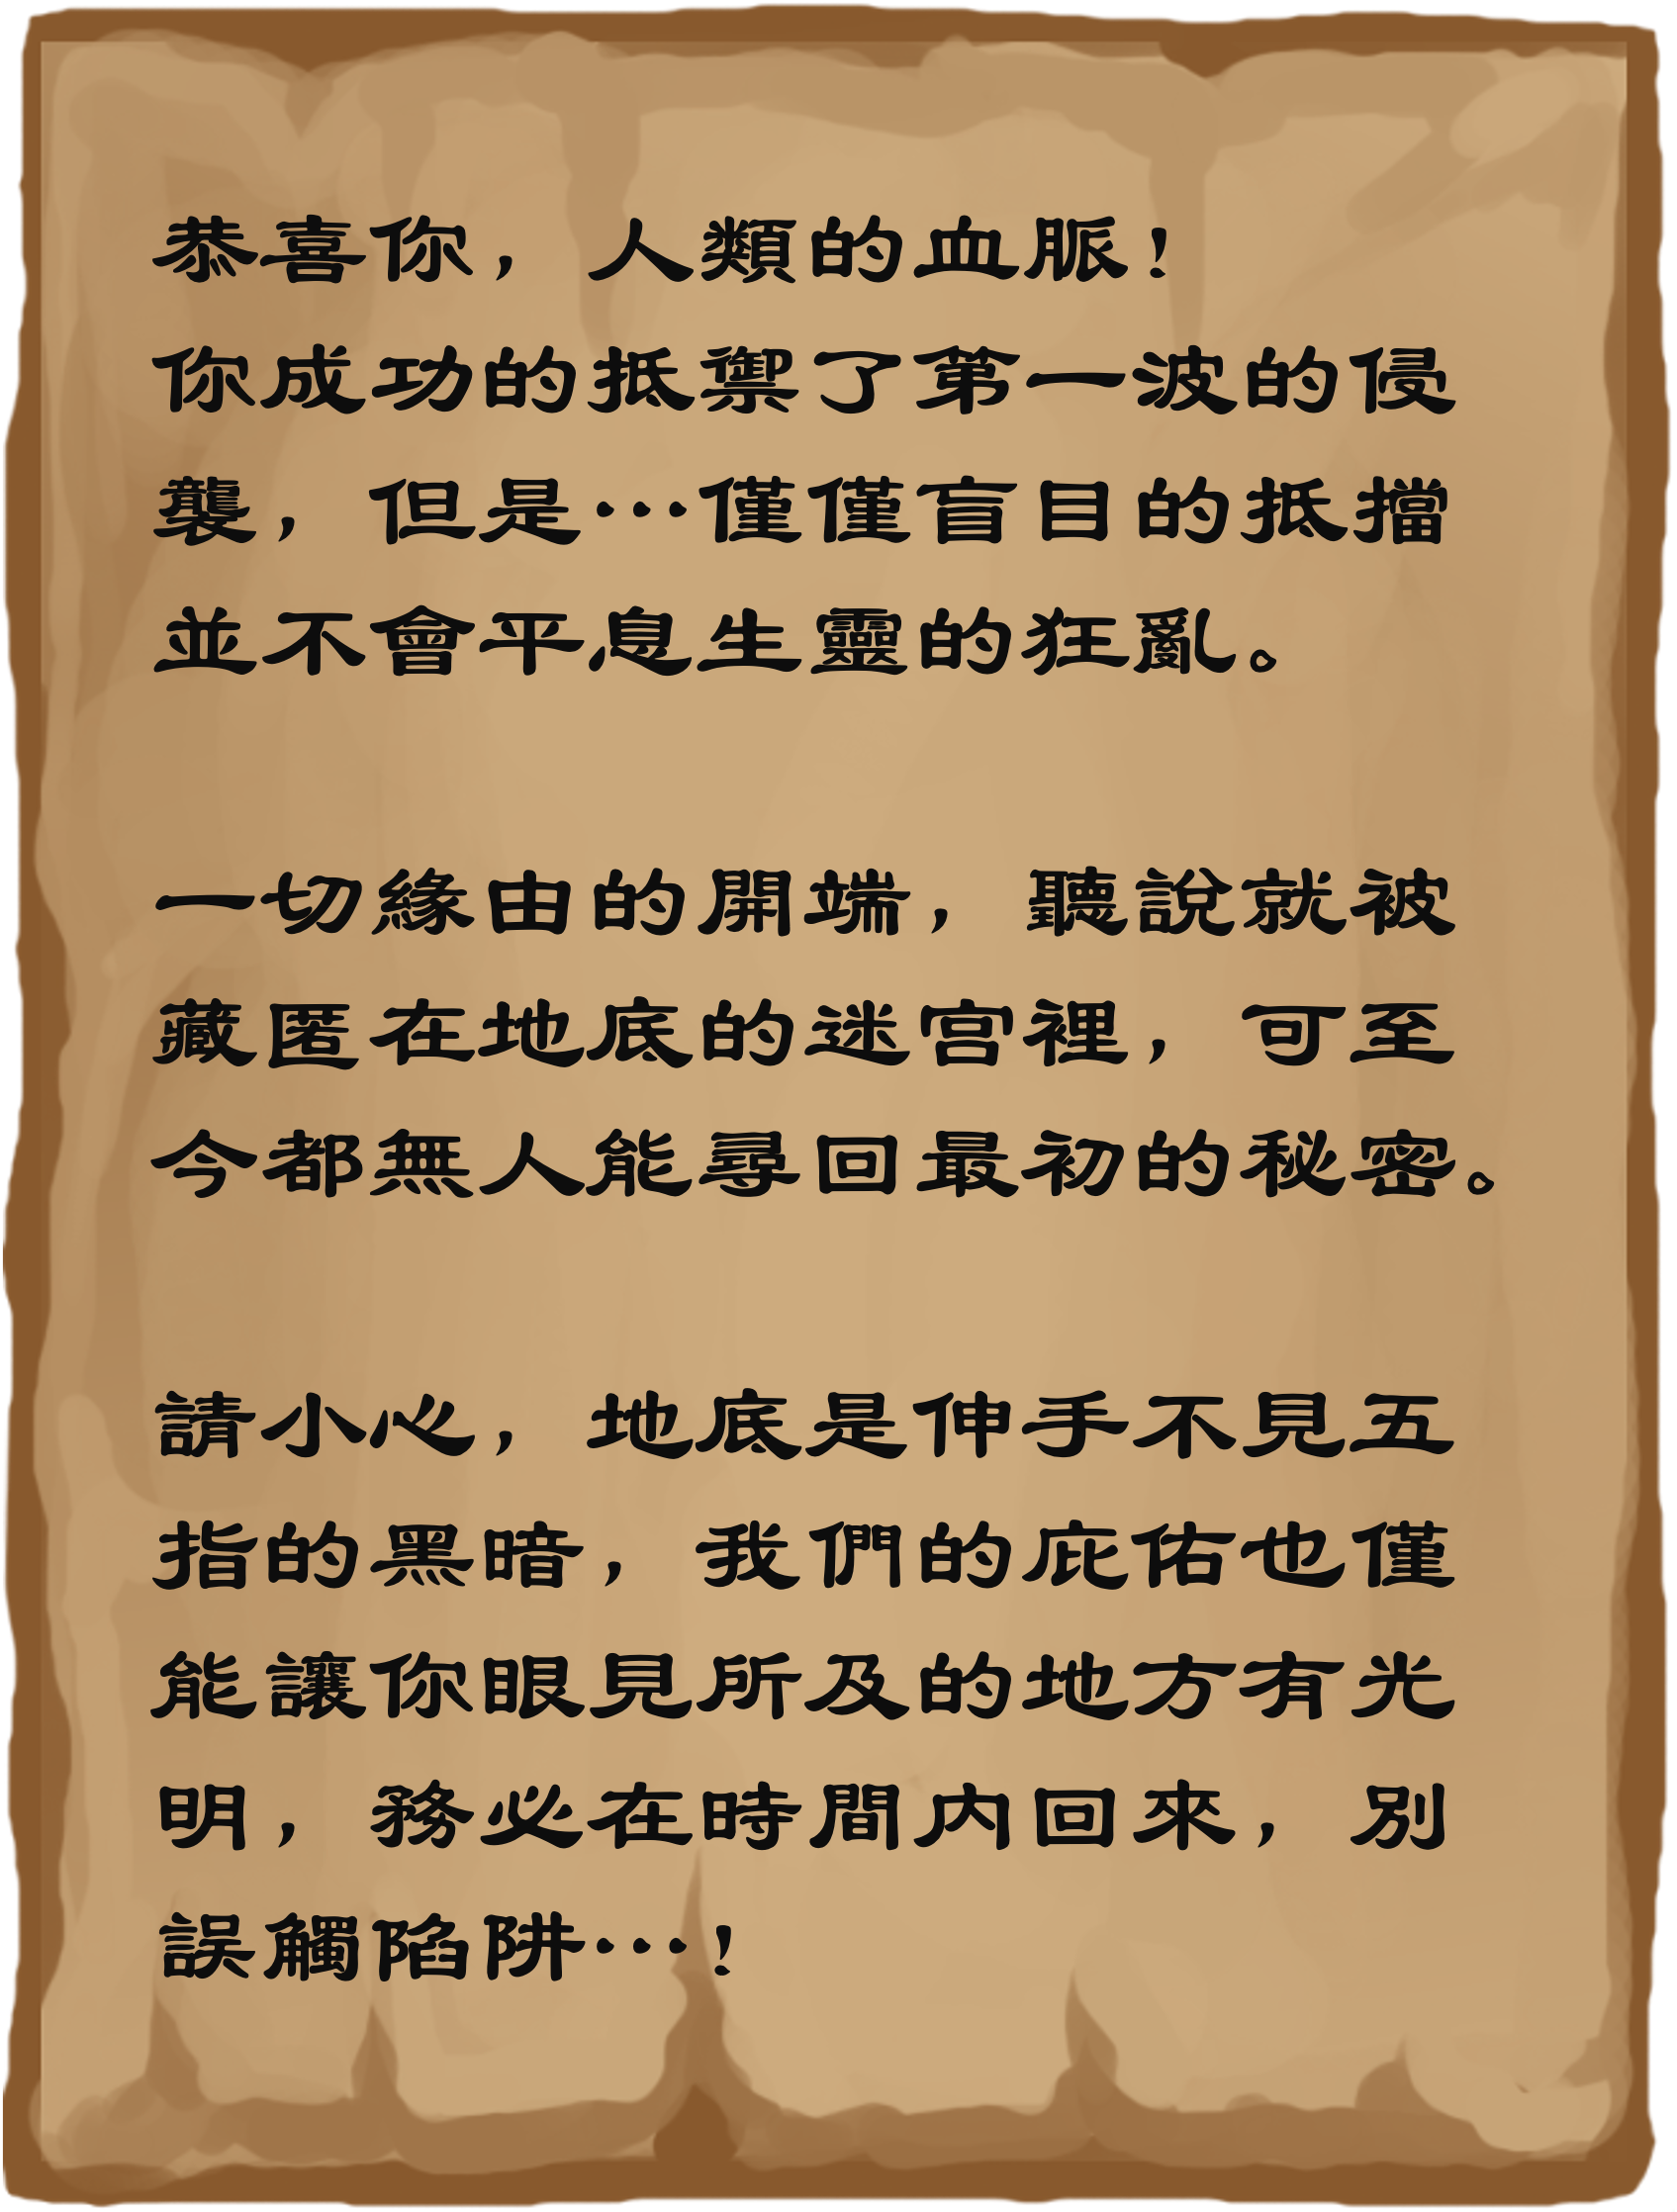 恭喜你，人類的血脈！
你成功的抵禦了第一波的侵
襲，但是…僅僅盲目的抵擋
並不會平息生靈的狂亂。
一切緣由的開端，聽說就被
藏匿在地底的迷宮裡，可至
今都無人能尋回最初的秘密。
請小心，地底是伸手不見五
指的黑暗，我們的庇佑也僅
能讓你眼見所及的地方有光
明，務必在時間內回來，別
誤觸陷阱…！